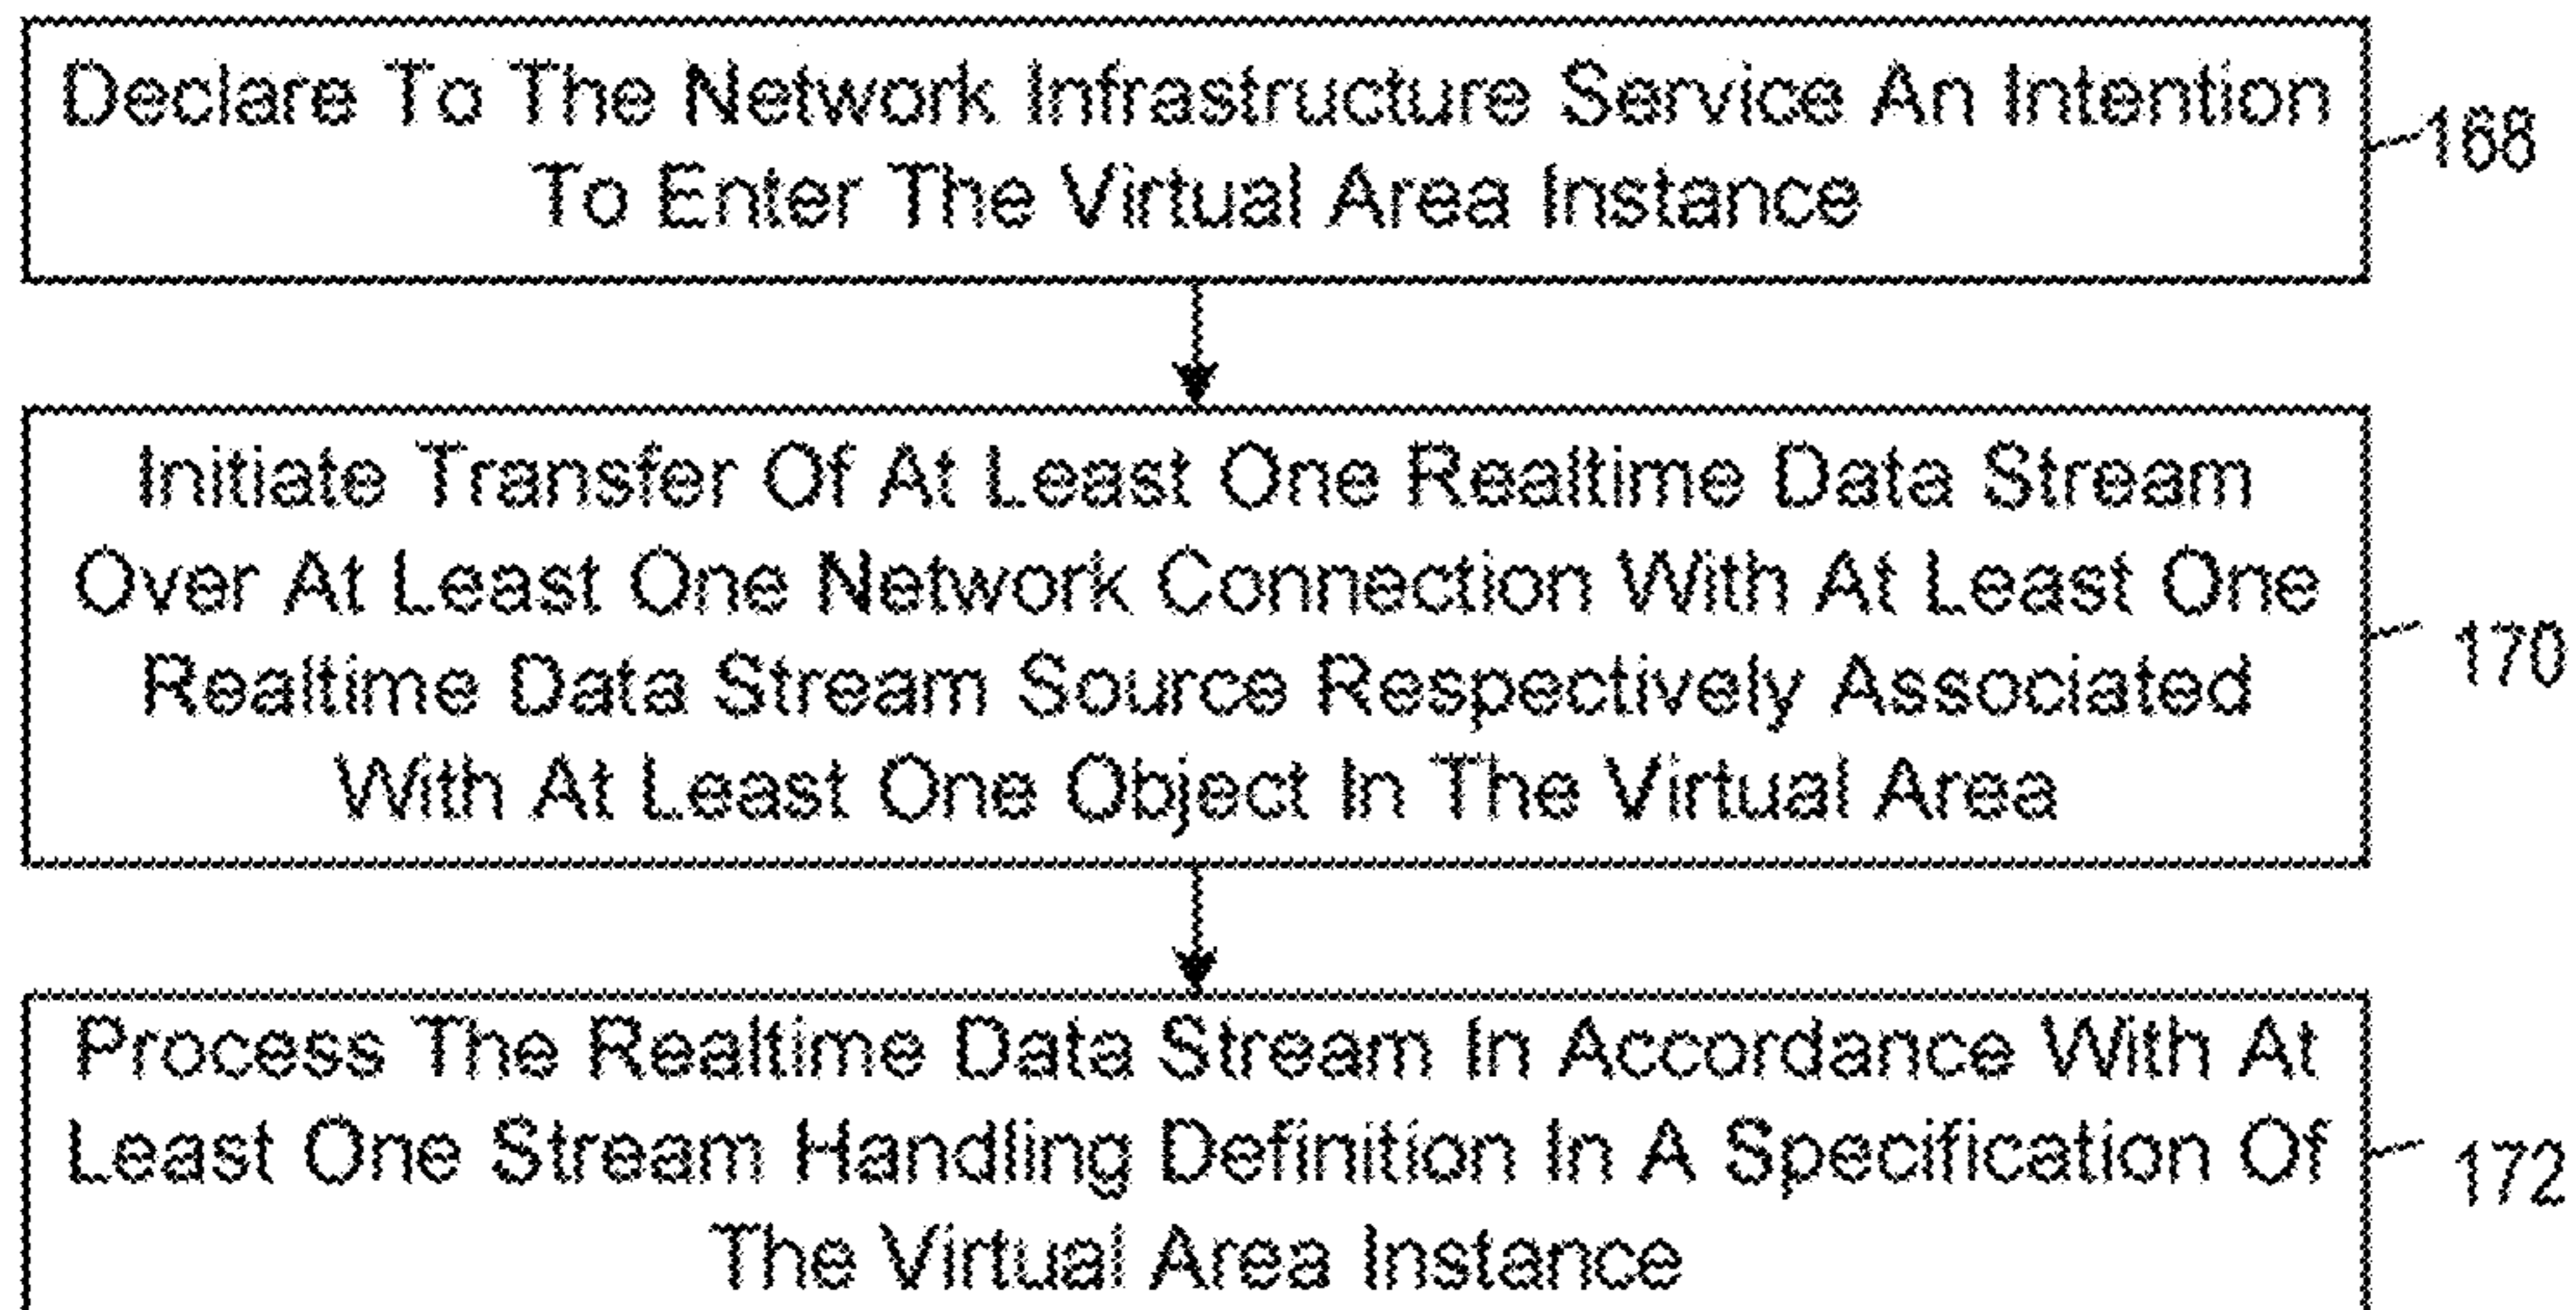 Declare To The Network Infrastructure Service An Intention
To Enter The Virtual Area Instance
168
Initiate Transfer Of At Least One Realtime Data Stream
Over At Least One Network Connection With At Least One
Realtime Data Stream Source Respectively Associated
With At Least One Object In The Virtual Area
170
Process The Realtime Data Stream In Accordance With At
Least One Stream Handling Definition In A Specification Of
The Virtual Area Instance
172